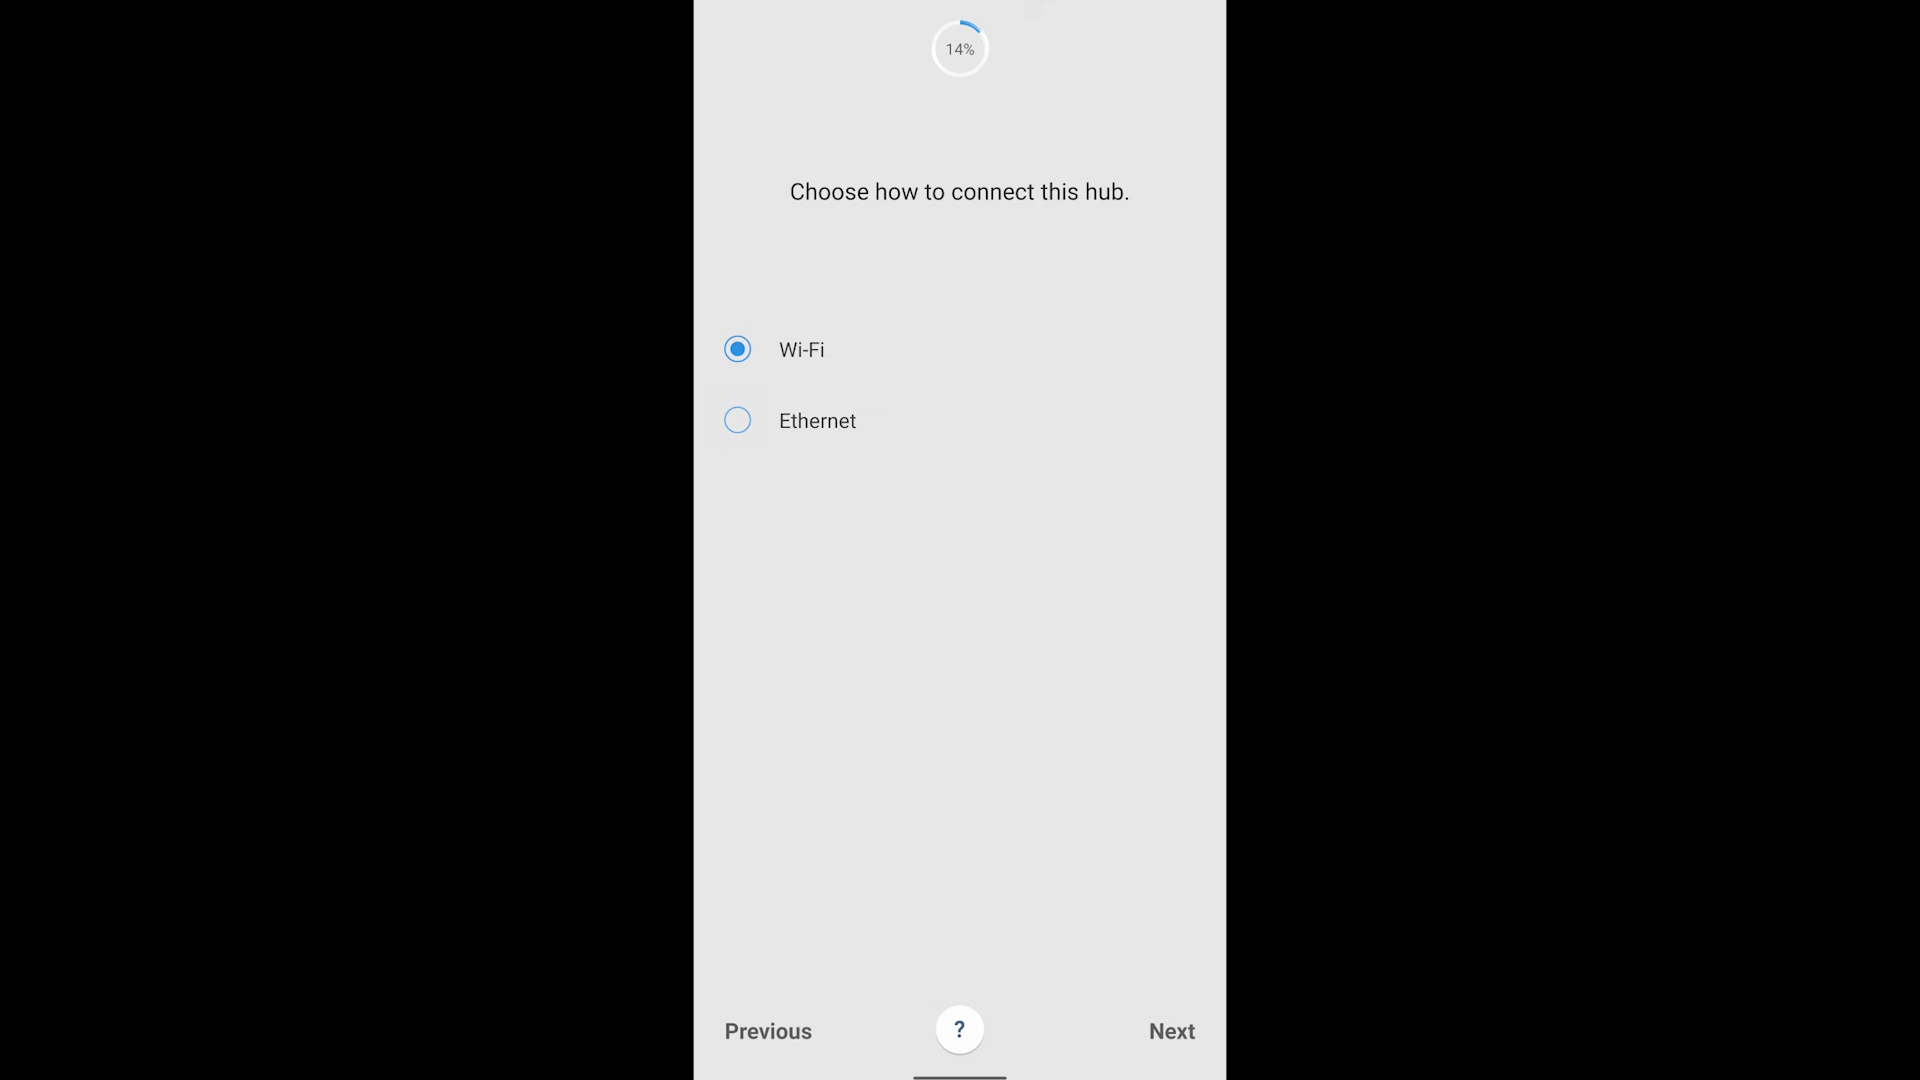 14%
Choose how to connect this hub.
Wi-Fi
Ethernet
Previous
?
Next